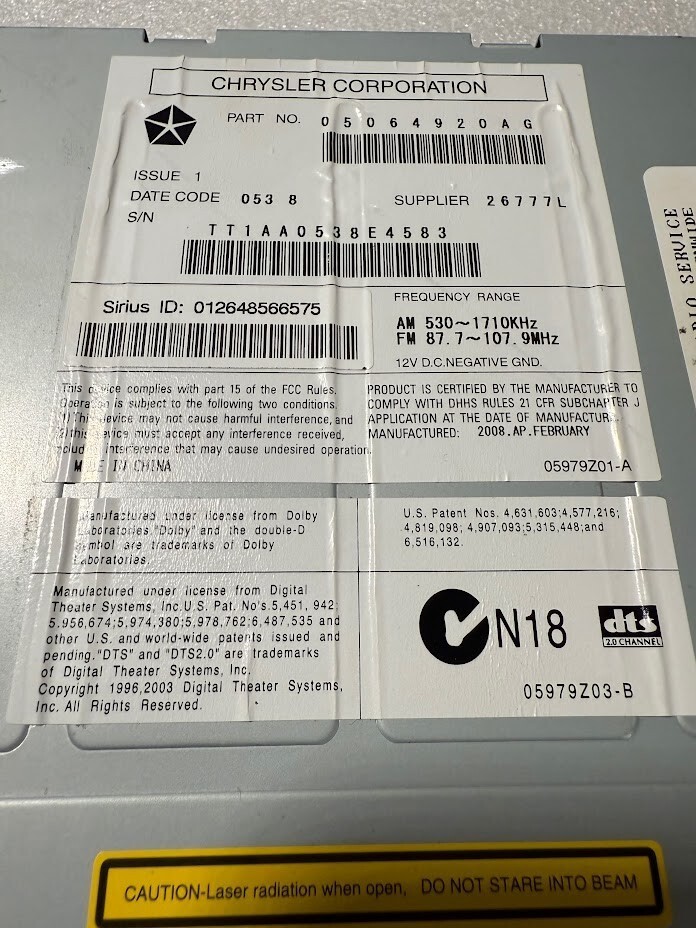 CHRYSLER CORPORATION
PART NO. 05064920AG
ISSUE 1
DATE CODE 053 8 SUPPLIER 26777L
S/N
TT1AA0538E4583
Sirius ID: 012648566575
FREQUENCY RANGE
AM 530~1710KHz
FM 87.7~107.9MHz
12V D.C.NEGATIVE GND.
This device complies with part 15 of the FCC Rules.
Operation is subject to the following two conditions.
1) This device may not cause harmful interference, and
2) this device must accept any interference received,
including interference that may cause undesired operation.
MADE IN CHINA
PRODUCT IS CERTIFIED BY THE MANUFACTURER TO
COMPLY WITH DHHS RULES 21 CFR SUBCHAPTER J
APPLICATION AT THE DATE OF MANUFACTURE.
MANUFACTURED: 2008.AP.FEBRUARY
05979Z01-A
Manufactured under license from Dolby
Laboratories."Dolby" and the double-D
symbol are trademarks of Dolby
Laboratories.
U.S. Patent Nos. 4,631,603;4,577,216;
4,819,098; 4,907,093;5,315,448;and
6,516,132.
Manufactured under license from Digital
Theater Systems, Inc.U.S. Pat. No's.5,451, 942;
5.956,674;5,974,380;5,978,762;6,487,535 and
other U.S. and world-wide patents issued and
pending."DTS" and "DTS2.0" are trademarks
of Digital Theater Systems, Inc.
Copyright 1996,2003 Digital Theater Systems,
Inc. All Rights Reserved.
N18
dts
2.0 CHANNEL
05979Z03-B
SERVICE
CAUTION-Laser radiation when open, DO NOT STARE INTO BEAM